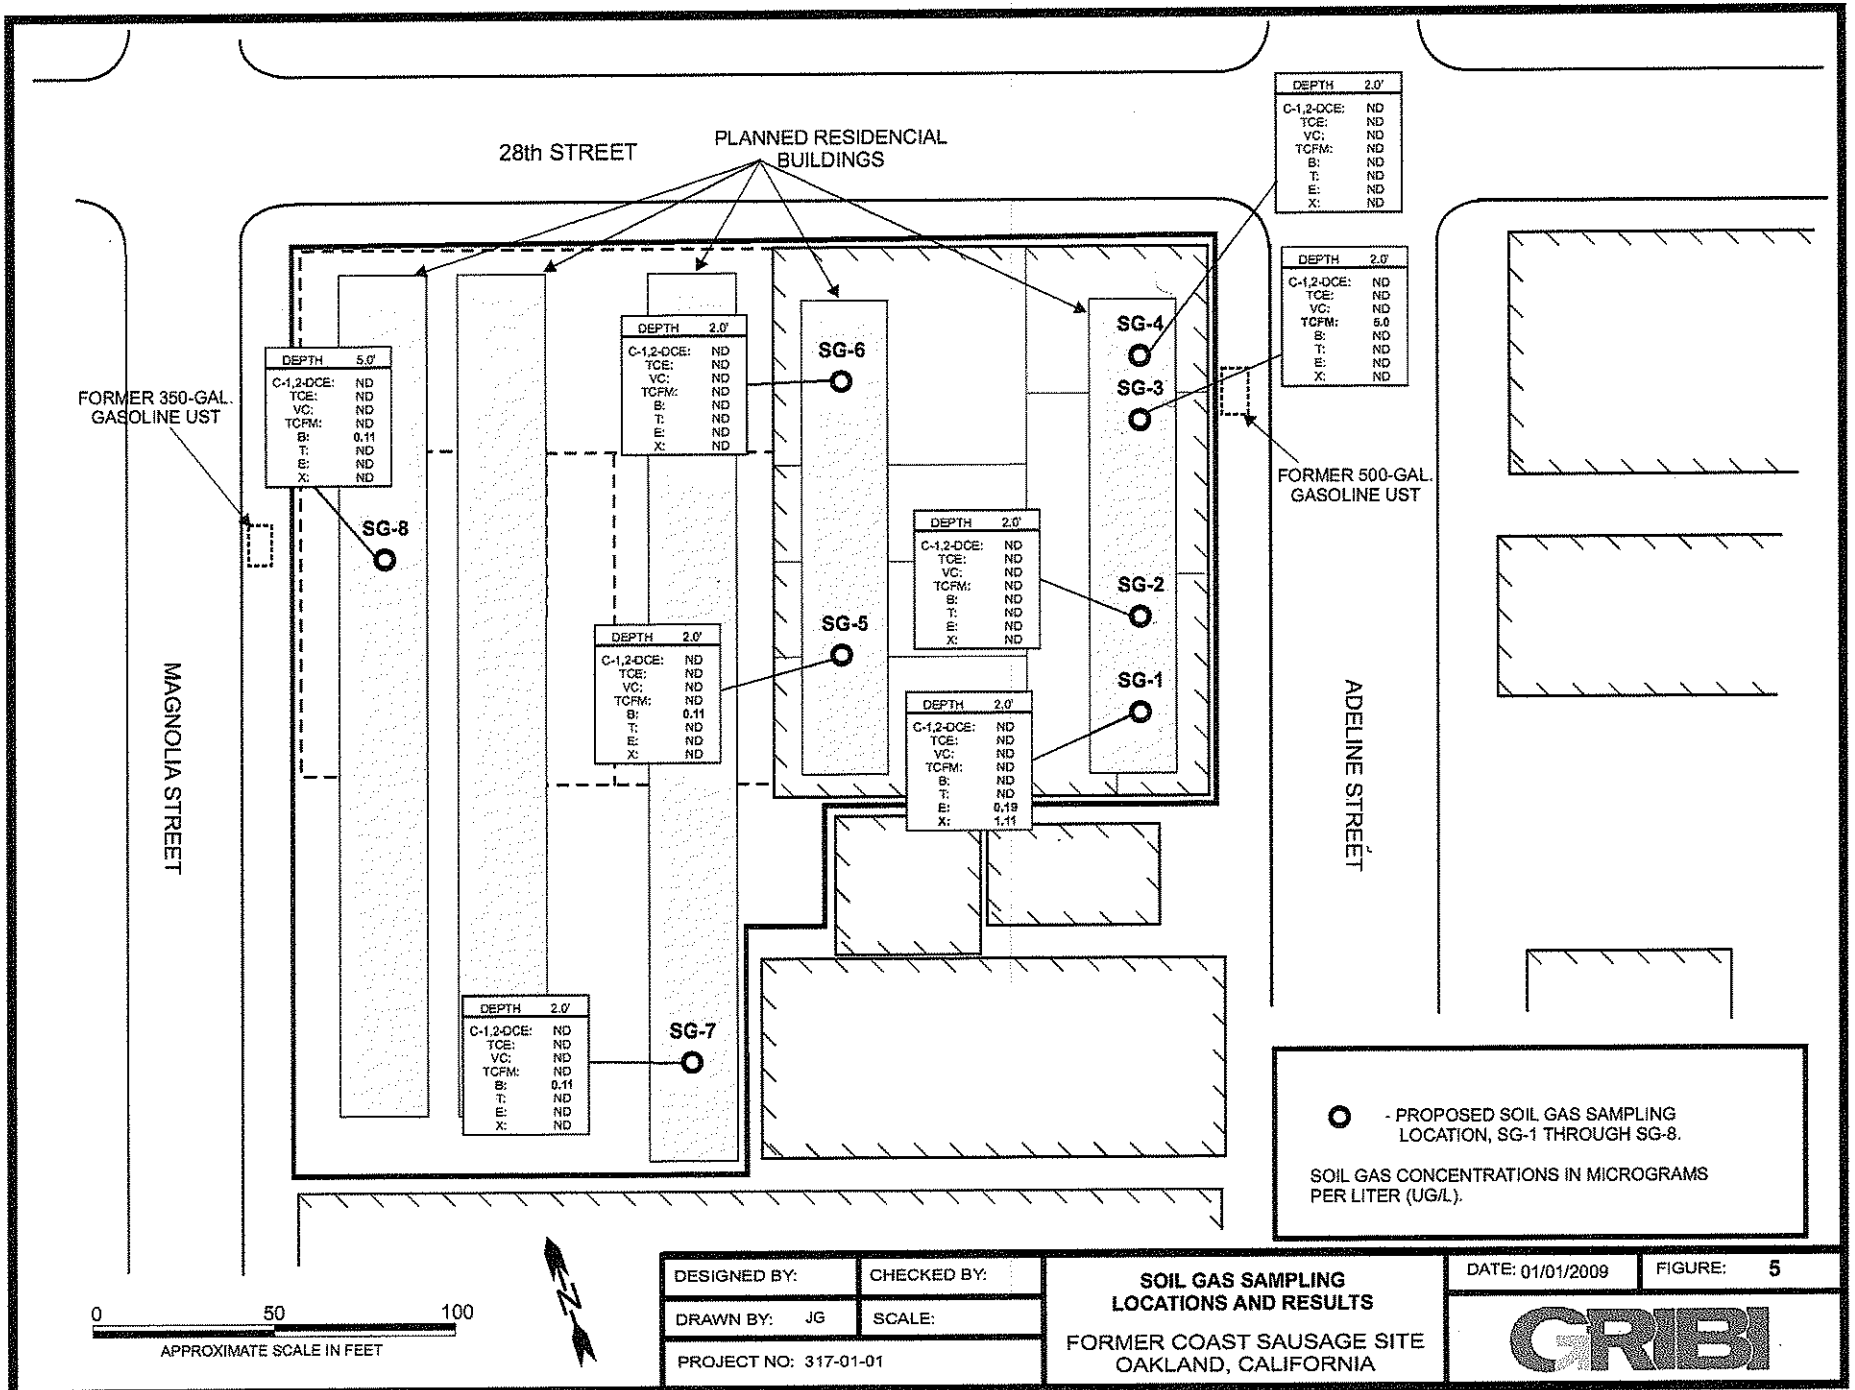 28th STREET
PLANNED RESIDENCIAL
BUILDINGS
DEPTH 2.0'
C-1,2-DCE: ND
TCE: ND
VC: ND
TCFM: ND
B: ND
T: ND
E: ND
X: ND
DEPTH 2.0'
C-1,2-DCE: ND
TCE: ND
VC: ND
TCFM: 5.0
B: ND
T: ND
E: ND
X: ND
SG-4
SG-3
DEPTH 2.0'
C-1,2-DCE: ND
TCE: ND
VC: ND
TCFM: ND
B: ND
T: ND
E: ND
X: ND
SG-6
DEPTH 5.0'
C-1,2-DCE: ND
TCE: ND
VC: ND
TCFM: ND
B: 0.11
T: ND
E: ND
X: ND
FORMER 350-GAL.
GASOLINE UST
SG-8
FORMER 500-GAL.
GASOLINE UST
DEPTH 2.0'
C-1,2-DCE: ND
TCE: ND
VC: ND
TCFM: ND
B: ND
T: ND
E: ND
X: ND
SG-2
DEPTH 2.0'
C-1,2-DCE: ND
TCE: ND
VC: ND
TCFM: ND
B: 0.11
T: ND
E: ND
X: ND
SG-5
DEPTH 2.0'
C-1,2-DCE: ND
TCE: ND
VC: ND
TCFM: ND
B: ND
T: ND
E: 0.19
X: 1.11
SG-1
MAGNOLIA STREET
ADELINE STREET
DEPTH 2.0'
C-1,2-DCE: ND
TCE: ND
VC: ND
TCFM: ND
B: 0.11
T: ND
E: ND
X: ND
SG-7
- PROPOSED SOIL GAS SAMPLING
LOCATION, SG-1 THROUGH SG-8.
SOIL GAS CONCENTRATIONS IN MICROGRAMS
PER LITER (UG/L).
0 50 100
APPROXIMATE SCALE IN FEET
N
DESIGNED BY:
CHECKED BY:
DRAWN BY: JG
SCALE:
PROJECT NO: 317-01-01
SOIL GAS SAMPLING
LOCATIONS AND RESULTS
FORMER COAST SAUSAGE SITE
OAKLAND, CALIFORNIA
DATE: 01/01/2009
FIGURE: 5
GRIBI